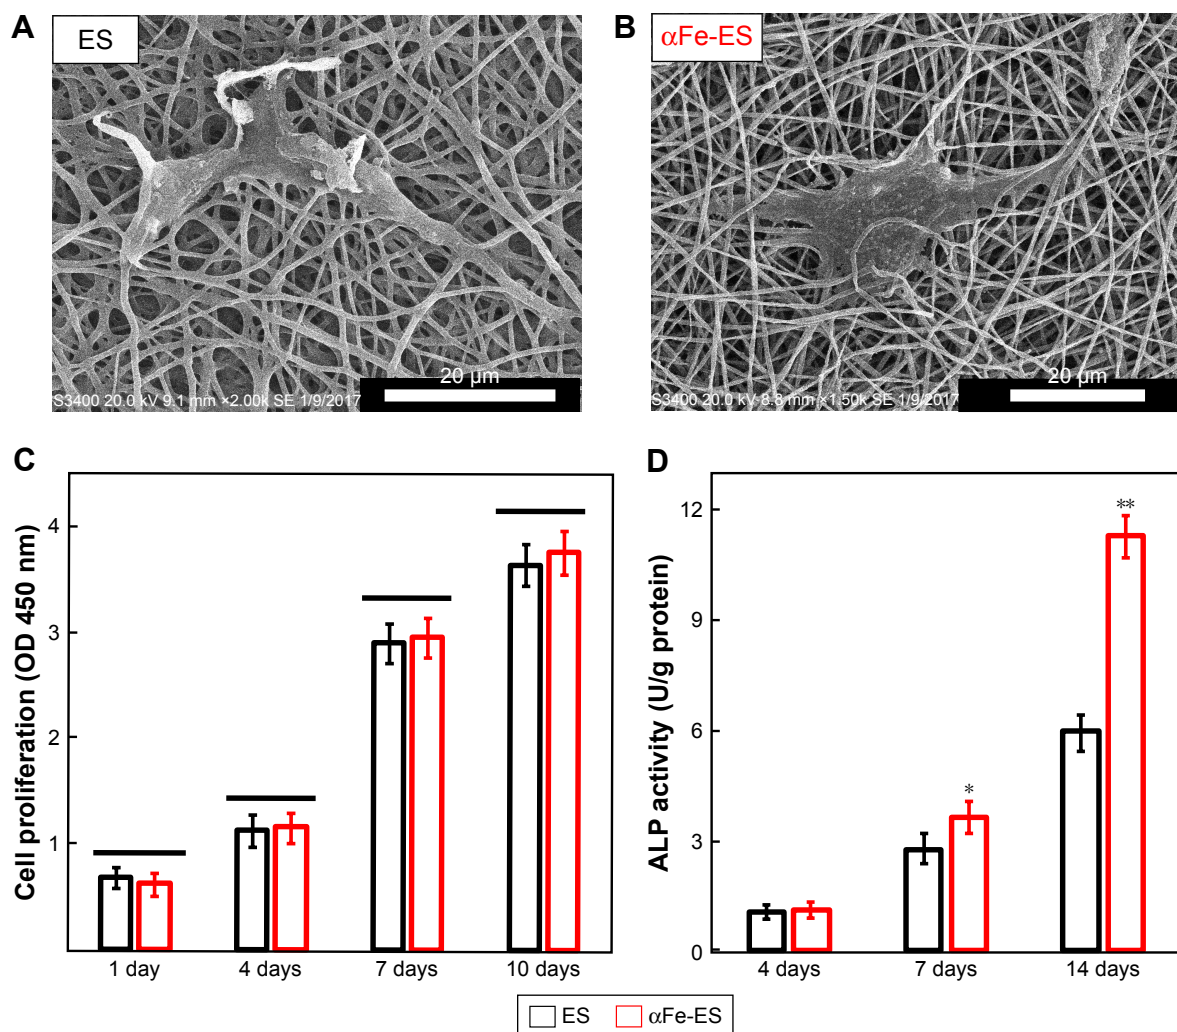 A
ES
20 µm
S3400 20.0 kV 9.1 mm ×2.00k SE 1/9/2017
B
αFe-ES
20 µm
S3400 20.0 kV 8.8 mm ×1.50k SE 1/9/2017
C
Cell proliferation (OD 450 nm)
4
3
2
1
1 day
4 days
7 days
10 days
D
ALP activity (U/g protein)
12
9
6
3
0
*
**
4 days
7 days
14 days
ES
αFe-ES